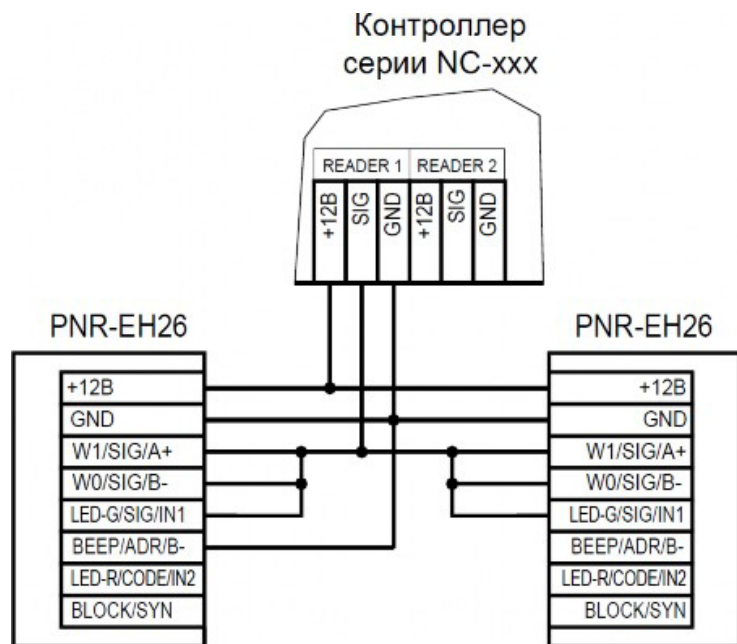 Контроллер
серии NC-xxx
READER 1 READER 2
+12В SIG GND +12В SIG GND
PNR-EH26
+12В
GND
W1/SIG/A+
W0/SIG/B-
LED-G/SIG/IN1
BEEP/ADR/B-
LED-R/CODE/IN2
BLOCK/SYN
PNR-EH26
+12В
GND
W1/SIG/A+
W0/SIG/B-
LED-G/SIG/IN1
BEEP/ADR/B-
LED-R/CODE/IN2
BLOCK/SYN